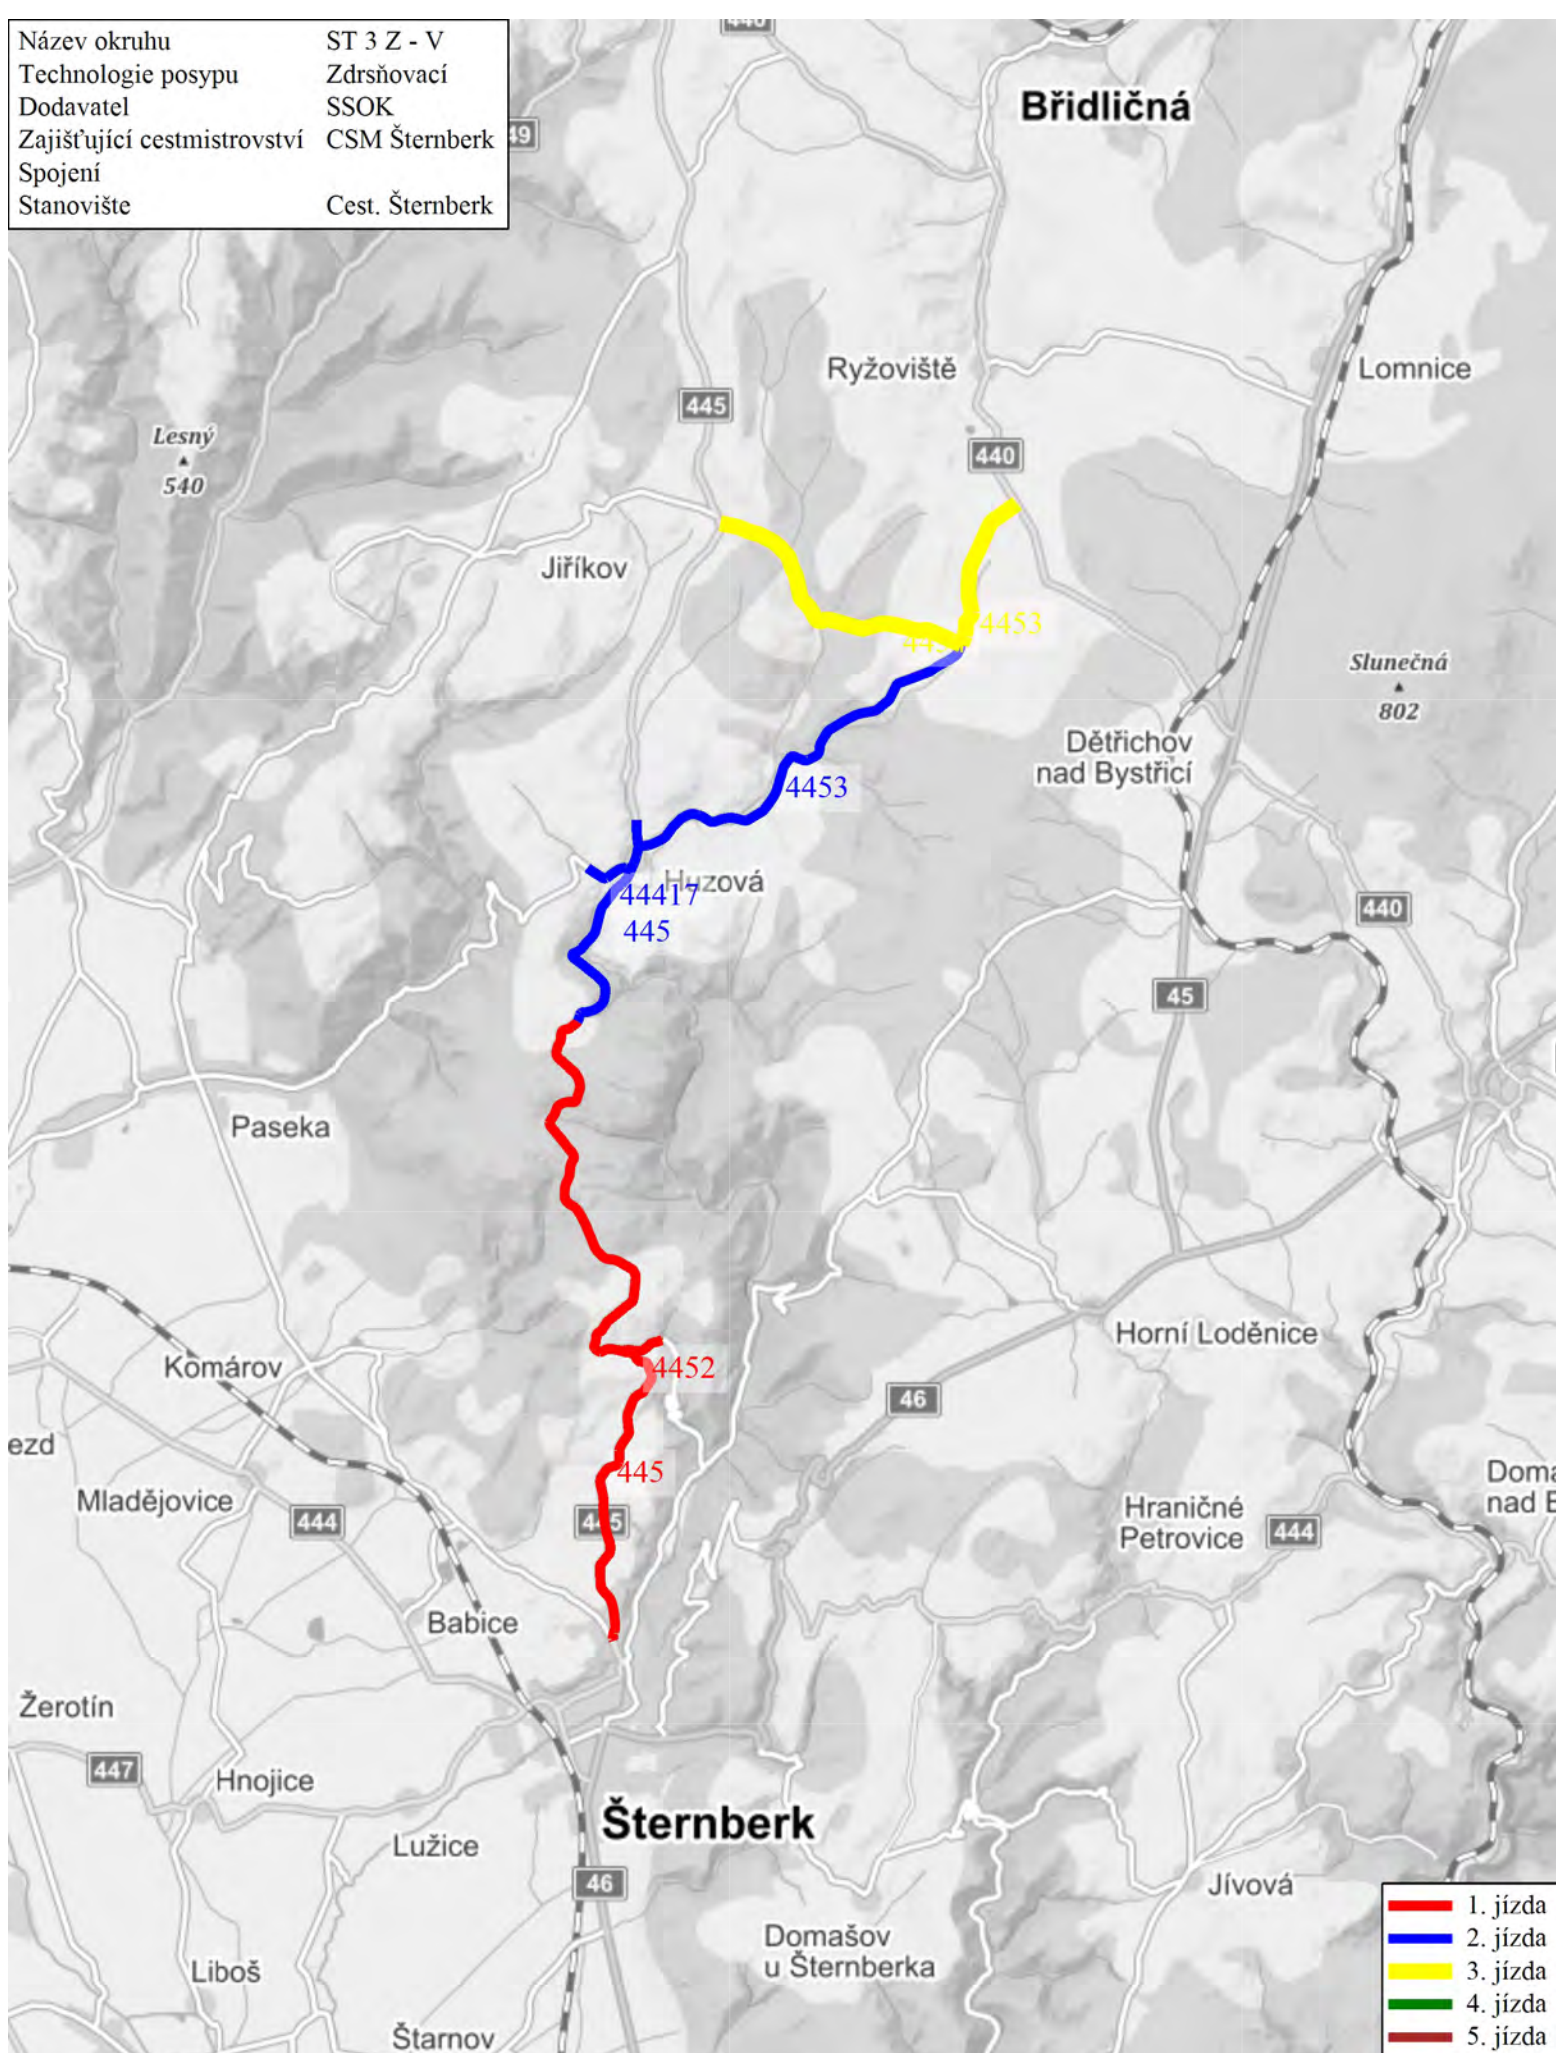 Název okruhu ST 3 Z - V
Technologie posypu Zdrsňovací
Dodavatel SSOK
Zajišťující cestmistrovství CSM Šternberk
Spojení
Stanoviště Cest. Šternberk
Břidličná
Ryžoviště
Lomnice
445
Lesný
540
440
Jiříkov
4453
Slunečná
802
Dětřichov
nad Bystřicí
4453
Huzová
44417
445
440
45
Paseka
Horní Loděnice
Komárov
4452
46
ezd
445
Mladějovice
444
445
Hraničné
Petrovice
444
nad
Babice
Žerotín
447
Hnojice
Šternberk
Lužice
46
Jívová
Domašov
u Šternberka
Liboš
Štarnov
1. jízda
2. jízda
3. jízda
4. jízda
5. jízda